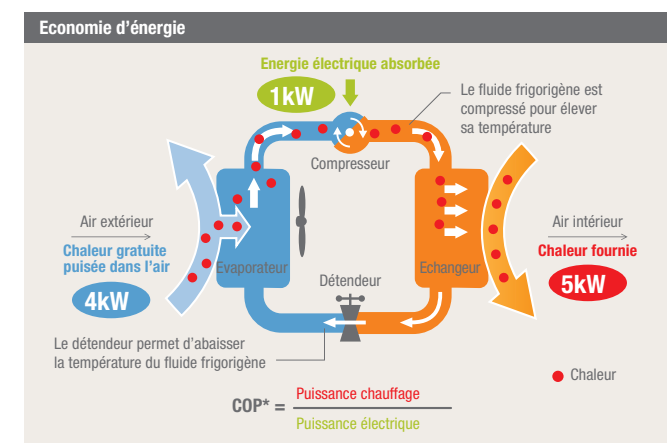 Economie d’énergie
Energie électrique absorbée
1kW
Le fluide frigorigène est
compressé pour élever
sa température
Compresseur
Air extérieur
Chaleur gratuite
puisée dans l’air
4kW
Evaporateur
Détendeur
Echangeur
Air intérieur
Chaleur fournie
5kW
Le détendeur permet d’abaisser
la température du fluide frigorigène
Chaleur
COP* =
Puissance chauffage
Puissance électrique